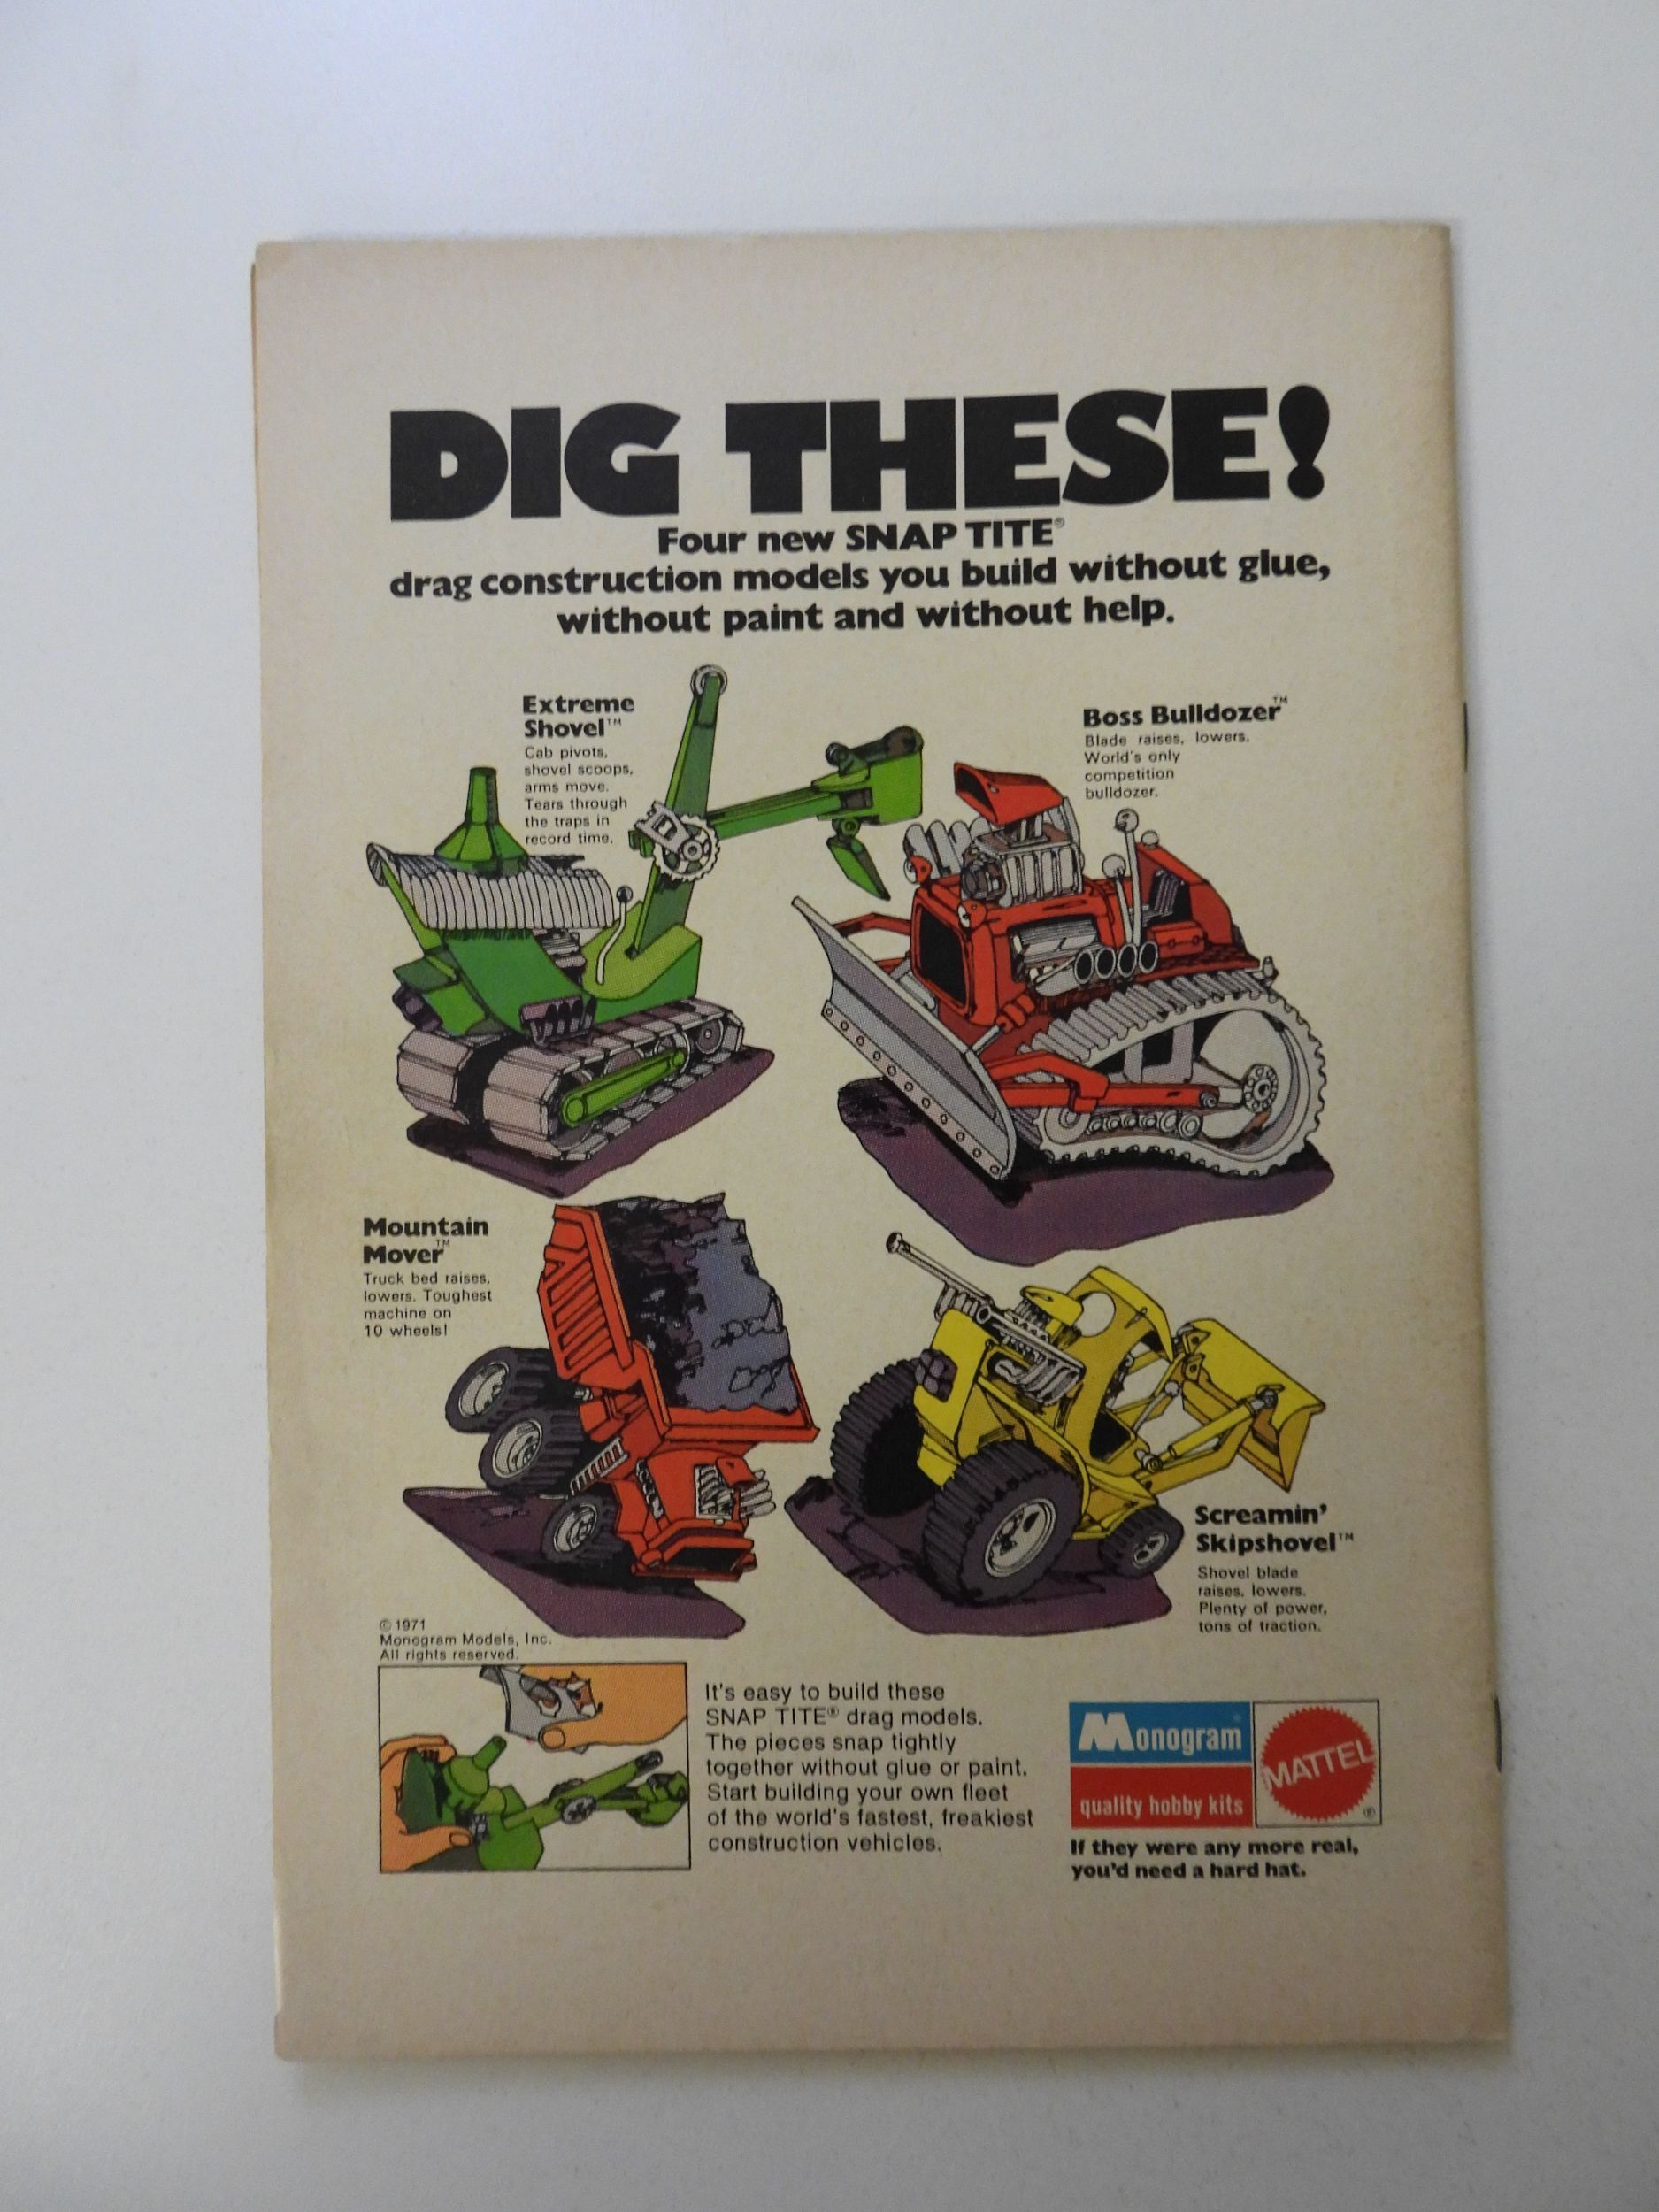 DIG THESE!
Four new SNAP TITE®
drag construction models you build without glue,
without paint and without help.
Extreme
Shovel™
Cab pivots,
shovel scoops,
arms move.
Tears through
the traps in
record time.
Boss Bulldozer™
Blade raises, lowers.
World's only
competition
bulldozer.
Mountain
Mover™
Truck bed raises,
lowers. Toughest
machine on
10 wheels!
Screamin'
Skipshovel™
Shovel blade
raises, lowers.
Plenty of power,
tons of traction.
©1971
Monogram Models, Inc.
All rights reserved.
It's easy to build these
SNAP TITE® drag models.
The pieces snap tightly
together without glue or paint.
Start building your own fleet
of the world's fastest, freakiest
construction vehicles.
Monogram®
quality hobby kits
MATTEL®
If they were any more real,
you'd need a hard hat.